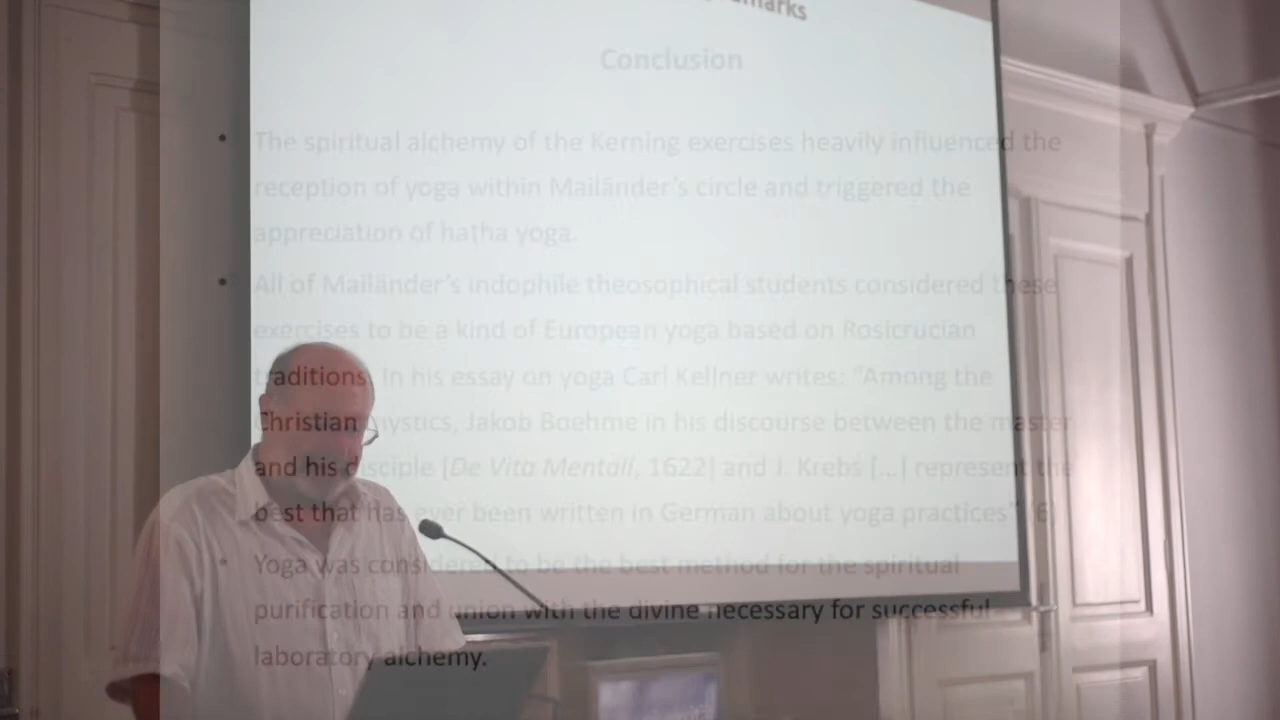 Conclusion
• The spiritual alchemy of the Kerning exercises heavily influenced the
reception of yoga within Mailänder's circle and triggered the
appreciation of haṭha yoga.
• All of Mailänder's indophile theosophical students considered these
exercises to be a kind of European yoga based on Rosicrucian
traditions. In his essay on yoga Carl Kellner writes: "Among the
Christian mystics, Jakob Boehme in his discourse between the master
and his disciple [De Vita Mentali, 1622] and J. Krebs [...] represent the
best that has ever been written in German about yoga practices"
• Yoga was considered to be the best method for the spiritual
purification and union with the divine necessary for successful
laboratory alchemy.